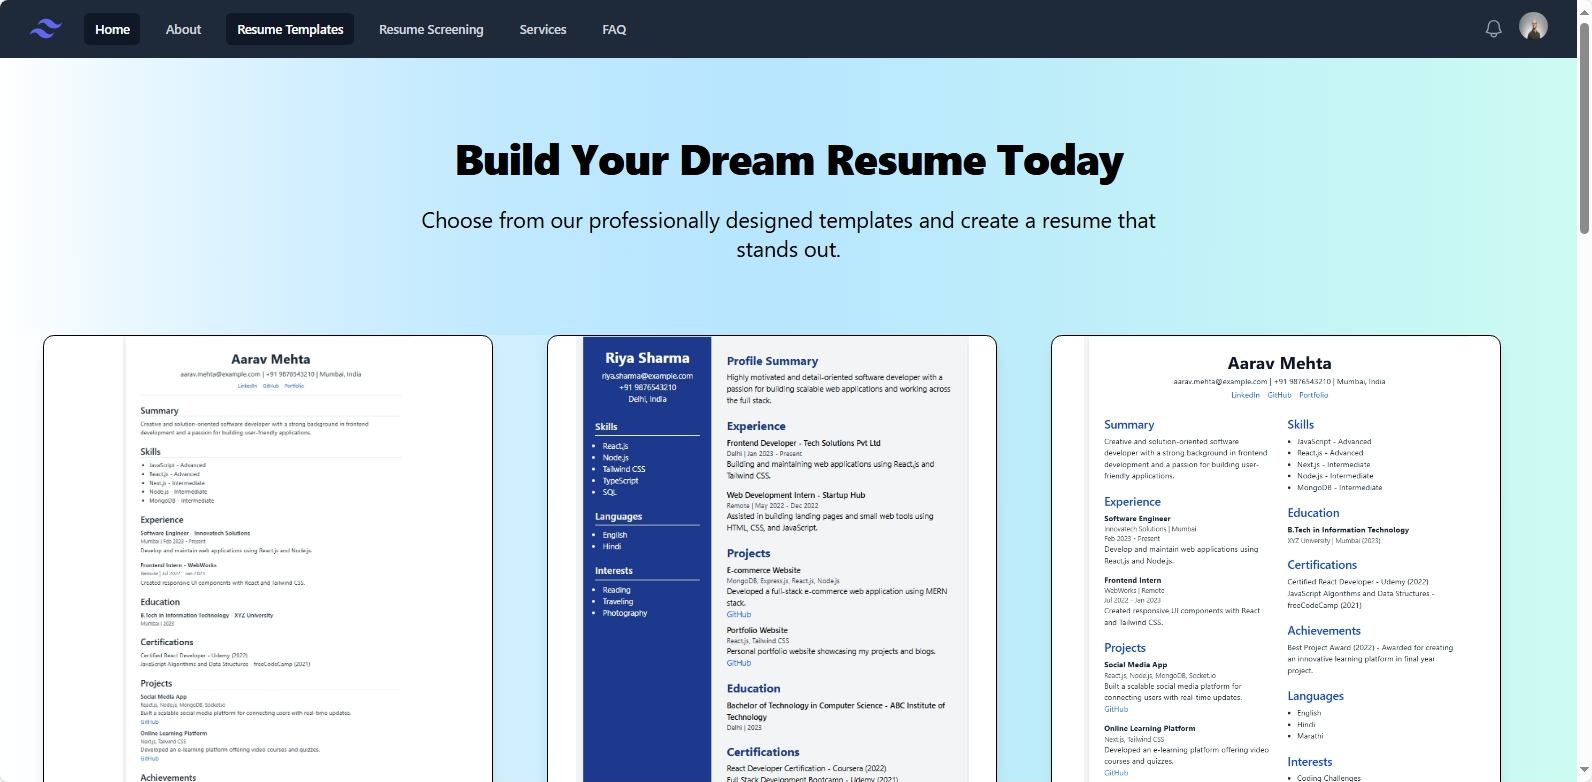 Home About Resume Templates Resume Screening Services FAQ
Build Your Dream Resume Today
Choose from our professionally designed templates and create a resume that
stands out.
Aarav Mehta
aarav.mehta@example.com | +91 9876543210 | Mumbai, India
LinkedIn GitHub Portfolio
Summary
Creative and solution-oriented software developer with a strong background in frontend
development and a passion for building user-friendly applications.
Skills
• JavaScript - Advanced
• React.js - Advanced
• Next.js - Intermediate
• Node.js - Intermediate
• MongoDB - Intermediate
Experience
Software Engineer - Innovatech Solutions
Mumbai | Feb 2023 - Present
Develop and maintain web applications using React.js and Node.js.
Frontend Intern - WebWorks
Remote | Jul 2022 - Jan 2023
Created responsive UI components with React and Tailwind CSS.
Education
B.Tech in Information Technology - XYZ University
Mumbai | 2023
Certifications
Certified React Developer - Udemy (2022)
JavaScript Algorithms and Data Structures - freeCodeCamp (2021)
Projects
Social Media App
React.js, Node.js, MongoDB, Socket.io
Built a scalable social media platform for connecting users with real-time updates.
GitHub
Online Learning Platform
Next.js, Tailwind CSS
Developed an e-learning platform offering video courses and quizzes.
GitHub
Achievements
Riya Sharma
riya.sharma@example.com
+91 9876543210
Delhi, India
Skills
• React.js
• Node.js
• Tailwind CSS
• TypeScript
• SQL
Languages
• English
• Hindi
Interests
• Reading
• Traveling
• Photography
Profile Summary
Highly motivated and detail-oriented software developer with a
passion for building scalable web applications and working across
the full stack.
Experience
Frontend Developer - Tech Solutions Pvt Ltd
Delhi | Jan 2023 - Present
Building and maintaining web applications using React.js and
Tailwind CSS.
Web Development Intern - Startup Hub
Remote | May 2022 - Dec 2022
Assisted in building landing pages and small web tools using
HTML, CSS, and JavaScript.
Projects
E-commerce Website
MongoDB, Express.js, React.js, Node.js
Developed a full-stack e-commerce web application using MERN
stack.
GitHub
Portfolio Website
React.js, Tailwind CSS
Personal portfolio website showcasing my projects and blogs.
GitHub
Education
Bachelor of Technology in Computer Science - ABC Institute of
Technology
Delhi | 2023
Certifications
React Developer Certification - Coursera (2022)
Full Stack Development Bootcamp - Udemy (2021)
Aarav Mehta
aarav.mehta@example.com | +91 9876543210 | Mumbai, India
LinkedIn GitHub Portfolio
Summary
Creative and solution-oriented software
developer with a strong background in frontend
development and a passion for building user-
friendly applications.
Experience
Software Engineer
Innovatech Solutions | Mumbai
Feb 2023 - Present
Develop and maintain web applications using
React.js and Node.js.
Frontend Intern
WebWorks | Remote
Jul 2022 - Jan 2023
Created responsive UI components with React
and Tailwind CSS.
Projects
Social Media App
React.js, Node.js, MongoDB, Socket.io
Built a scalable social media platform for
connecting users with real-time updates.
GitHub
Online Learning Platform
Next.js, Tailwind CSS
Developed an e-learning platform offering video
courses and quizzes.
GitHub
Skills
• JavaScript - Advanced
• React.js - Advanced
• Next.js - Intermediate
• Node.js - Intermediate
• MongoDB - Intermediate
Education
B.Tech in Information Technology
XYZ University | Mumbai (2023)
Certifications
Certified React Developer - Udemy (2022)
JavaScript Algorithms and Data Structures -
freeCodeCamp (2021)
Achievements
Best Project Award (2022) - Awarded for creating
an innovative learning platform in final year
project.
Languages
• English
• Hindi
• Marathi
Interests
• Coding Challenges